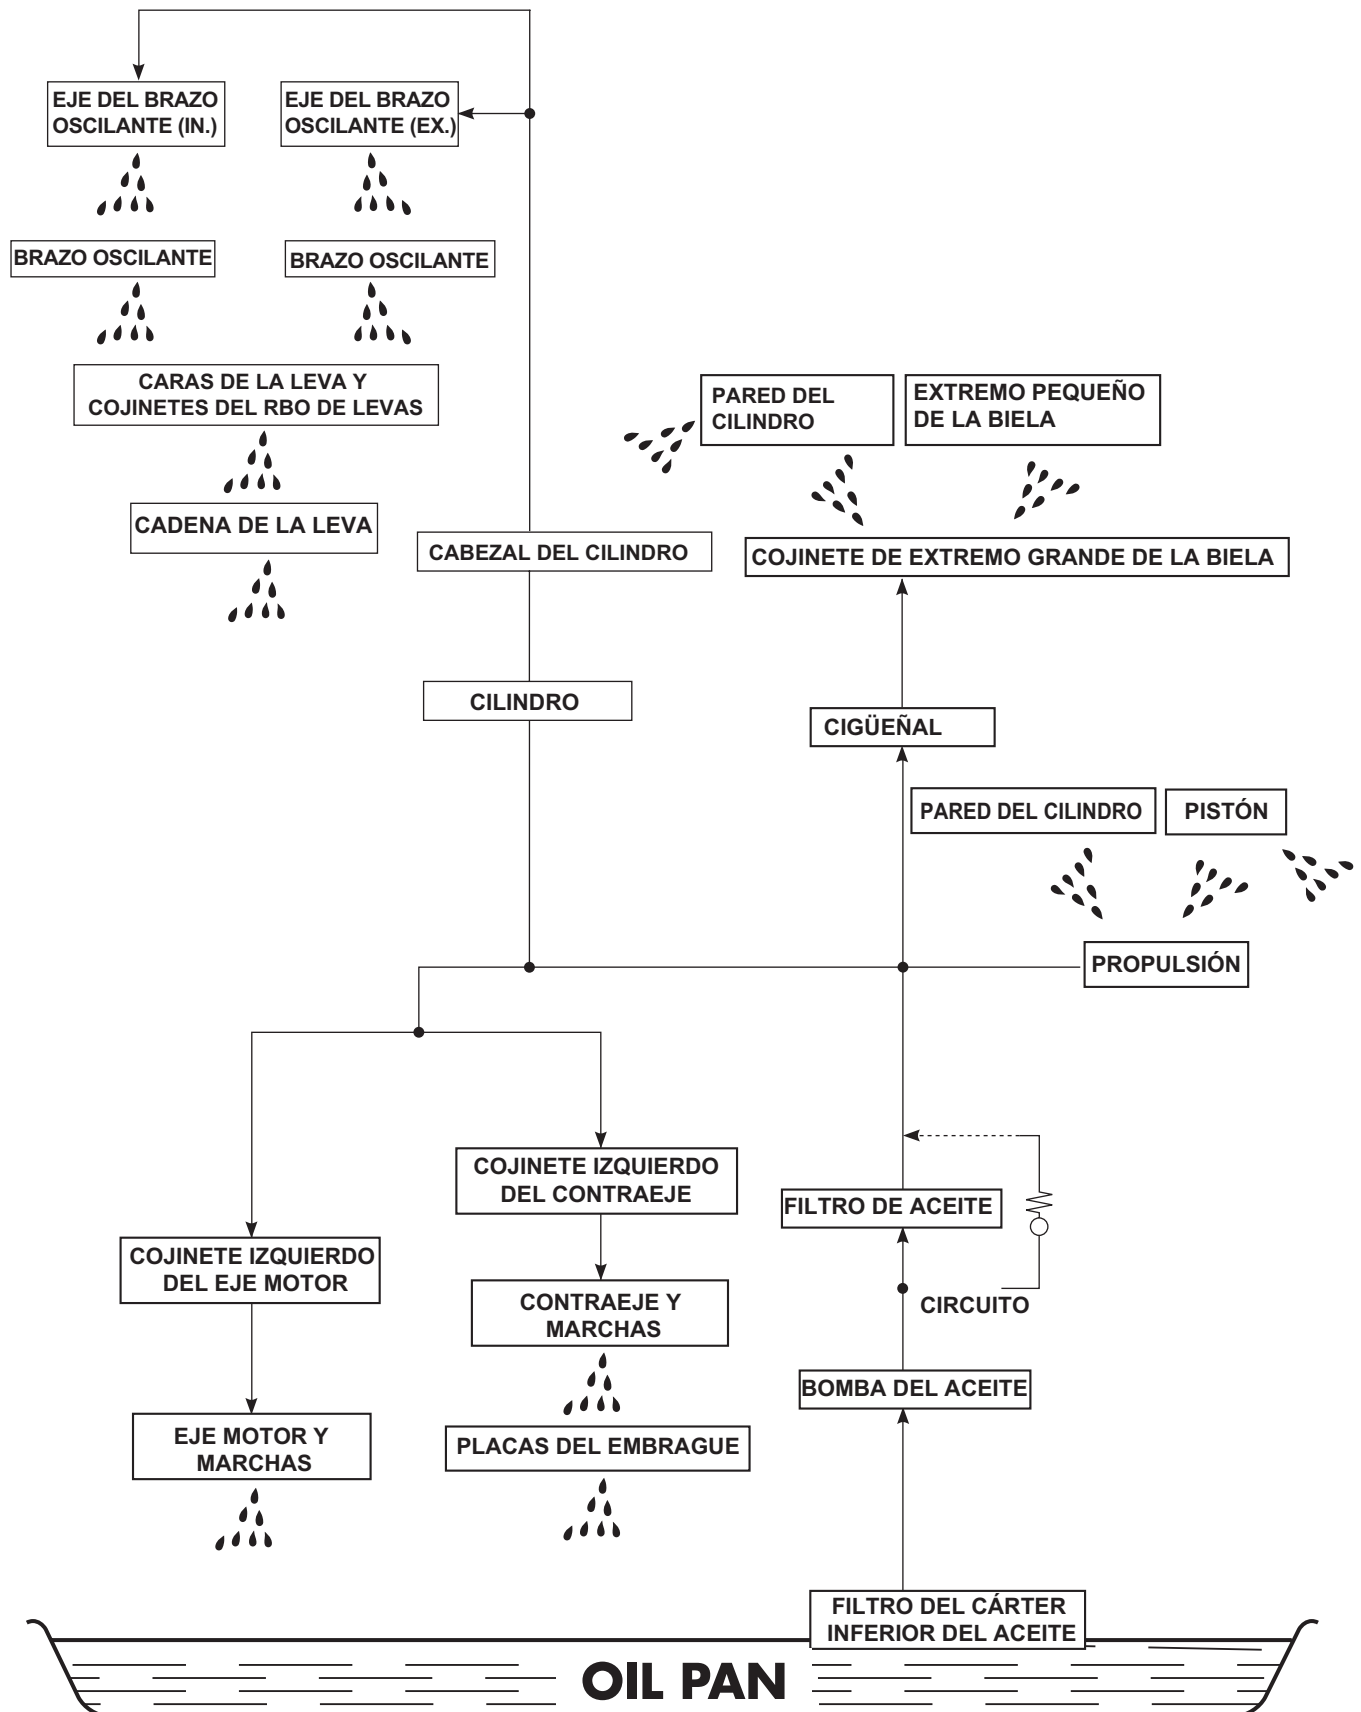 EJE DEL BRAZO
OSCILANTE (IN.)
EJE DEL BRAZO
OSCILANTE (EX.)
BRAZO OSCILANTE
BRAZO OSCILANTE
CARAS DE LA LEVA Y
COJINETES DEL RBO DE LEVAS
CADENA DE LA LEVA
PARED DEL
CILINDRO
EXTREMO PEQUEÑO
DE LA BIELA
CABEZAL DEL CILINDRO
COJINETE DE EXTREMO GRANDE DE LA BIELA
CILINDRO
CIGÜEÑAL
PARED DEL CILINDRO
PISTÓN
PROPULSIÓN
COJINETE IZQUIERDO
DEL CONTRAEJE
FILTRO DE ACEITE
COJINETE IZQUIERDO
DEL EJE MOTOR
CONTRAEJE Y
MARCHAS
CIRCUITO
BOMBA DEL ACEITE
EJE MOTOR Y
MARCHAS
PLACAS DEL EMBRAGUE
FILTRO DEL CÁRTER
INFERIOR DEL ACEITE
OIL PAN